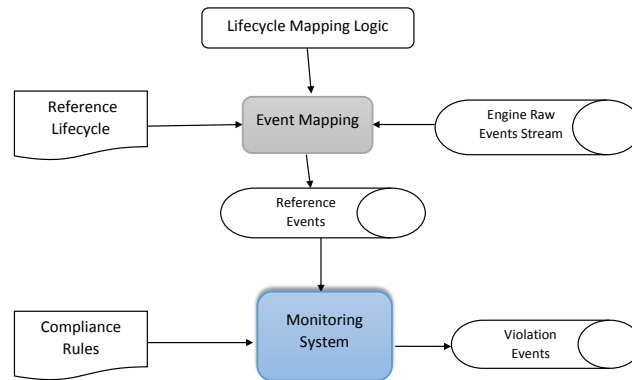 Lifecycle Mapping Logic
Reference
Lifecycle
Event Mapping
Engine Raw
Events Stream
Reference
Events
Compliance
Rules
Monitoring
System
Violation
Events